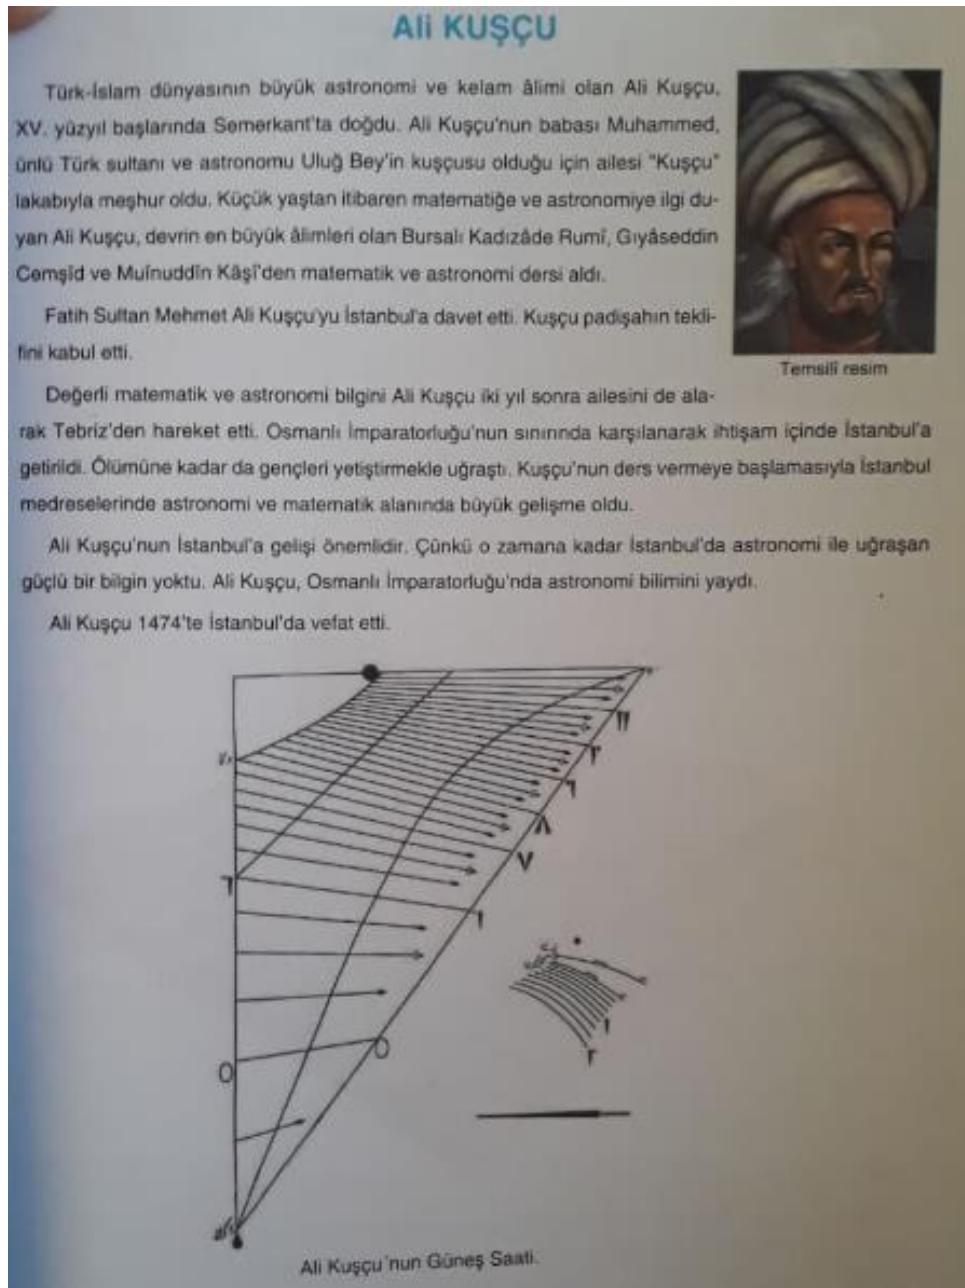 Ali KUŞÇU
Türk-İslam dünyasının büyük astronomi ve kelam âlimi olan Ali Kuşçu,
XV. yüzyıl başlarında Semerkant'ta doğdu. Ali Kuşçu'nun babası Muhammed,
ünlü Türk sultanı ve astronomu Uluğ Bey'in kuşçusu olduğu için ailesi "Kuşçu"
lakabıyla meşhur oldu. Küçük yaştan itibaren matematiğe ve astronomiye ilgi du-
yan Ali Kuşçu, devrin en büyük âlimleri olan Bursalı Kadızâde Rumî, Gıyâseddin
Cemşîd ve Muînuddîn Kâşî'den matematik ve astronomi dersi aldı.
Fatih Sultan Mehmet Ali Kuşçu'yu İstanbul'a davet etti. Kuşçu padişahın tekli-
fini kabul etti.
Temsilî resim
Değerli matematik ve astronomi bilgini Ali Kuşçu iki yıl sonra ailesini de ala-
rak Tebriz'den hareket etti. Osmanlı İmparatorluğu'nun sınırında karşılanarak ihtişam içinde İstanbul'a
getirildi. Ölümüne kadar da gençleri yetiştirmekle uğraştı. Kuşçu'nun ders vermeye başlamasıyla İstanbul
medreselerinde astronomi ve matematik alanında büyük gelişme oldu.
Ali Kuşçu'nun İstanbul'a gelişi önemlidir. Çünkü o zamana kadar İstanbul'da astronomi ile uğraşan
güçlü bir bilgin yoktu. Ali Kuşçu, Osmanlı İmparatorluğu'nda astronomi bilimini yaydı.
Ali Kuşçu 1474'te İstanbul'da vefat etti.
Ali Kuşçu'nun Güneş Saati.